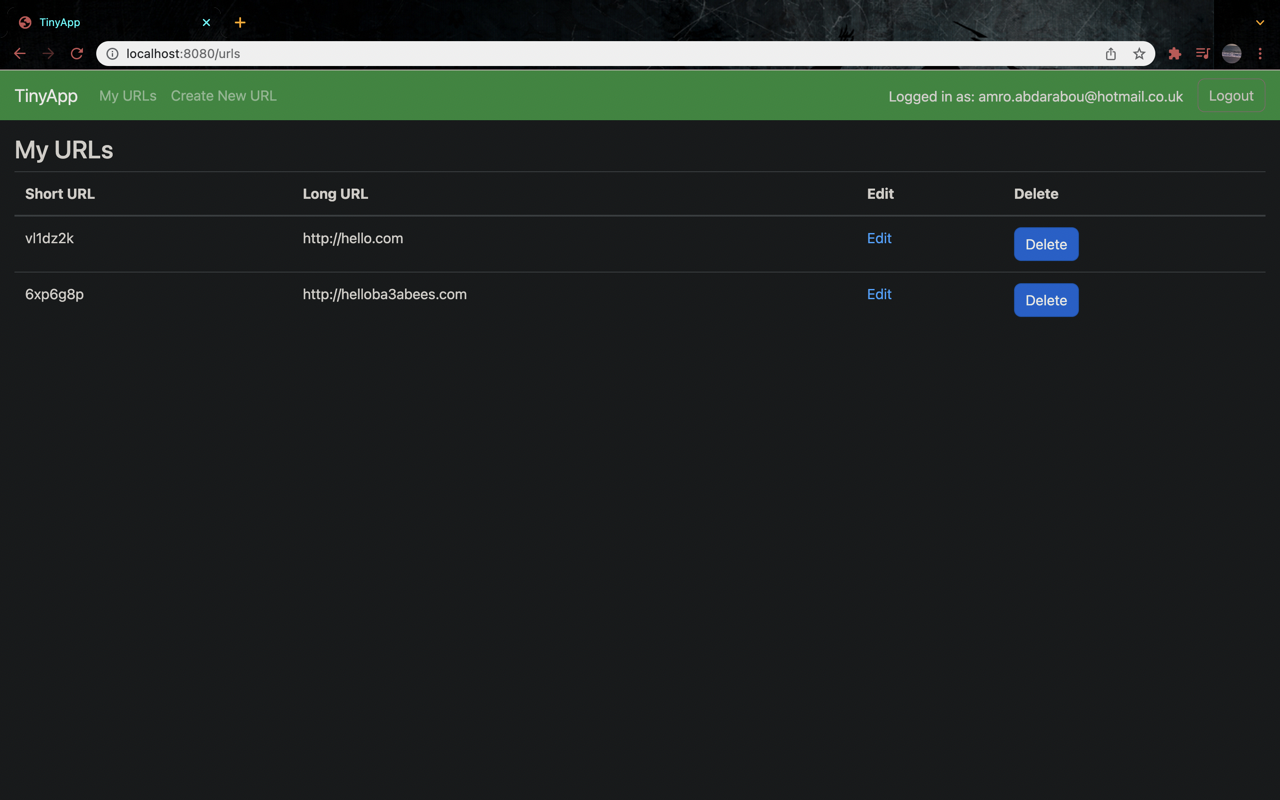 TinyApp
localhost:8080/urls
TinyApp My URLs Create New URL Logged in as: amro.abdarabou@hotmail.co.uk Logout
My URLs
Short URL Long URL Edit Delete
vl1dz2k http://hello.com Edit Delete
6xp6g8p http://helloba3abees.com Edit Delete